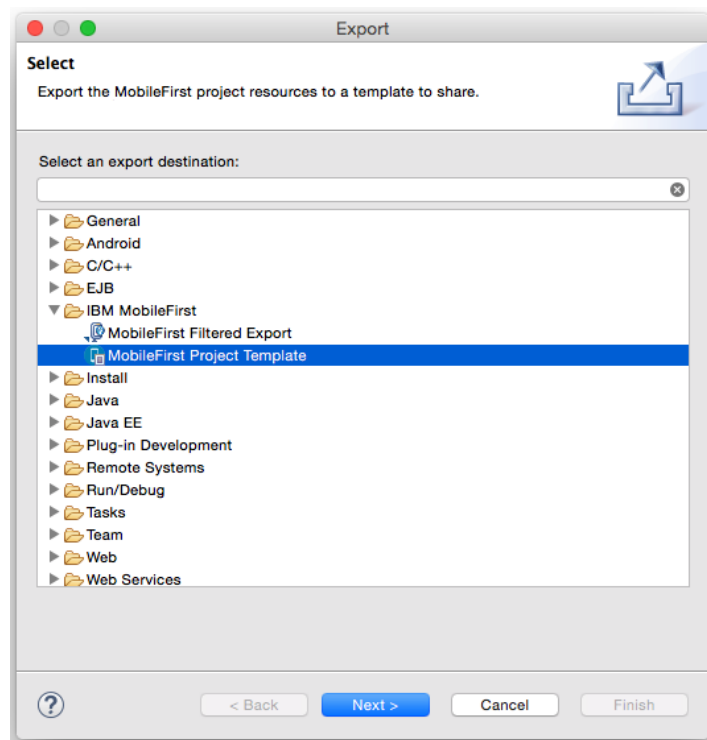 Export
Select
Export the MobileFirst project resources to a template to share.
Select an export destination:
General
Android
C/C++
EJB
IBM MobileFirst
MobileFirst Filtered Export
MobileFirst Project Template
Install
Java
Java EE
Plug-in Development
Remote Systems
Run/Debug
Tasks
Team
Web
Web Services
? < Back Next > Cancel Finish